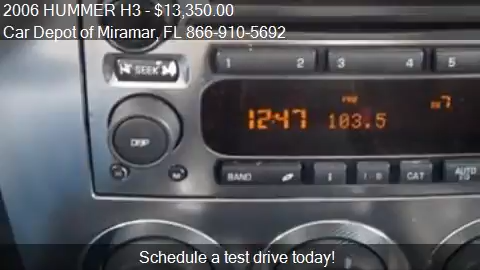 2006 HUMMER H3 - $13,350.00
Car Depot of Miramar, FL 866-910-5692
SEEK
1 2 3 4 5
12:47 103.5
DISP
BAND CAT AUTO
Schedule a test drive today!